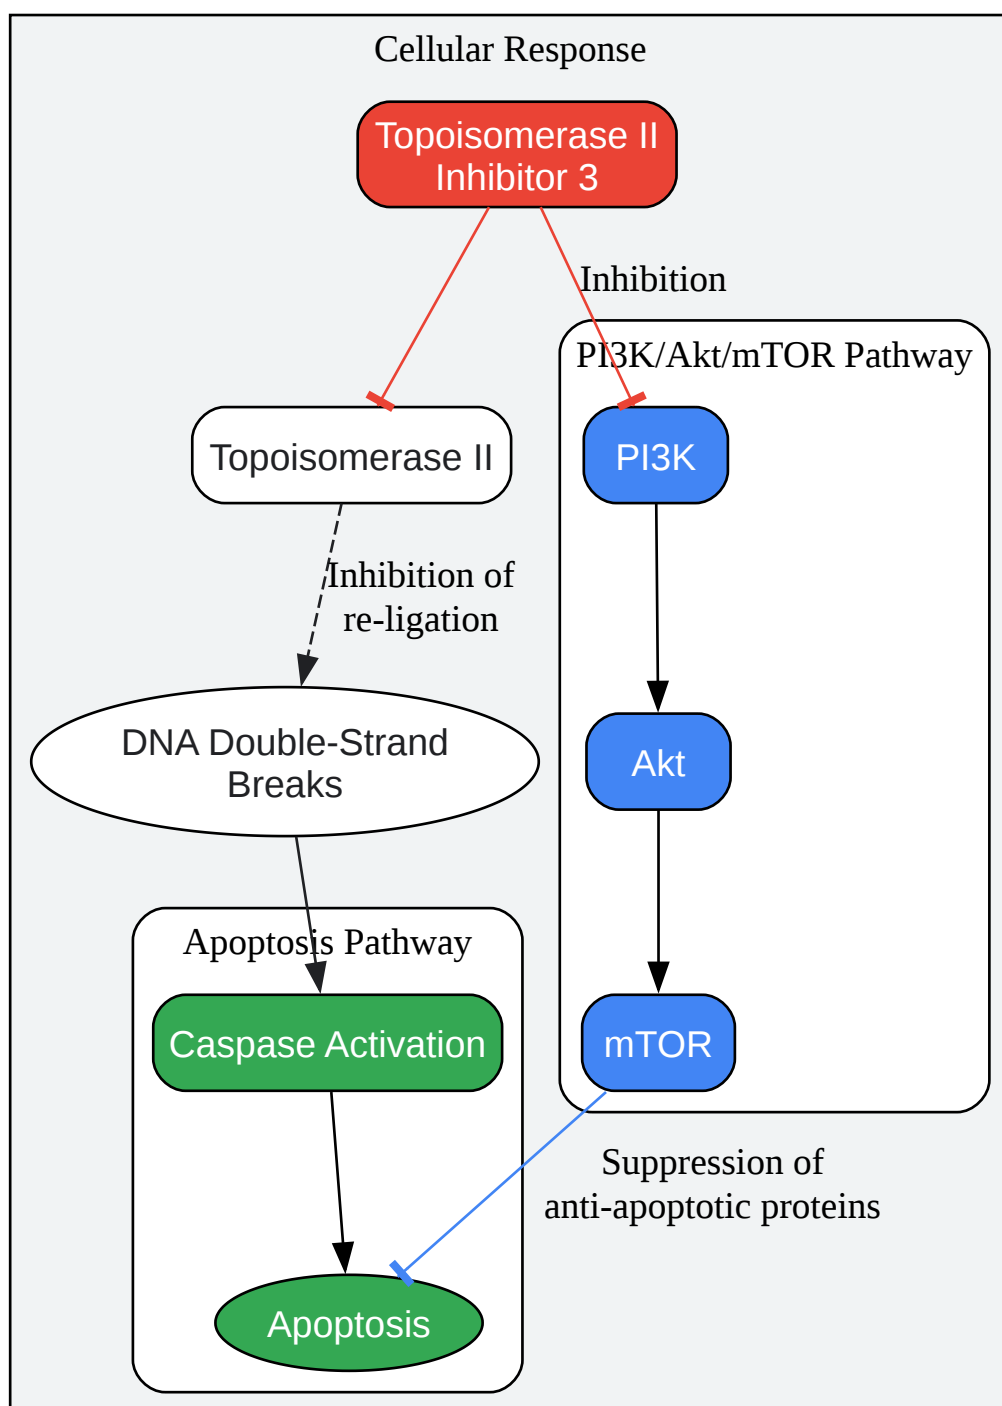 Cellular Response
Topoisomerase II
Inhibitor 3
Inhibition
PI3K/Akt/mTOR Pathway
Topoisomerase II
PI3K
Inhibition of
re-ligation
DNA Double-Strand
Breaks
Akt
Apoptosis Pathway
Caspase Activation
mTOR
Suppression of
anti-apoptotic proteins
Apoptosis